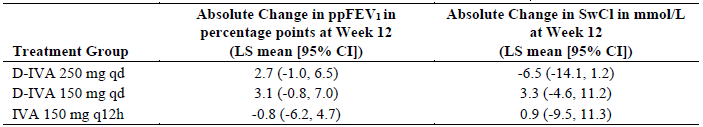 Treatment Group | Absolute Change in ppFEV₁ in percentage points at Week 12 (LS mean [95% CI]) | Absolute Change in SwCl in mmol/L at Week 12 (LS mean [95% CI])
D-IVA 250 mg qd | 2.7 (-1.0, 6.5) | -6.5 (-14.1, 1.2)
D-IVA 150 mg qd | 3.1 (-0.8, 7.0) | 3.3 (-4.6, 11.2)
IVA 150 mg q12h | -0.8 (-6.2, 4.7) | 0.9 (-9.5, 11.3)